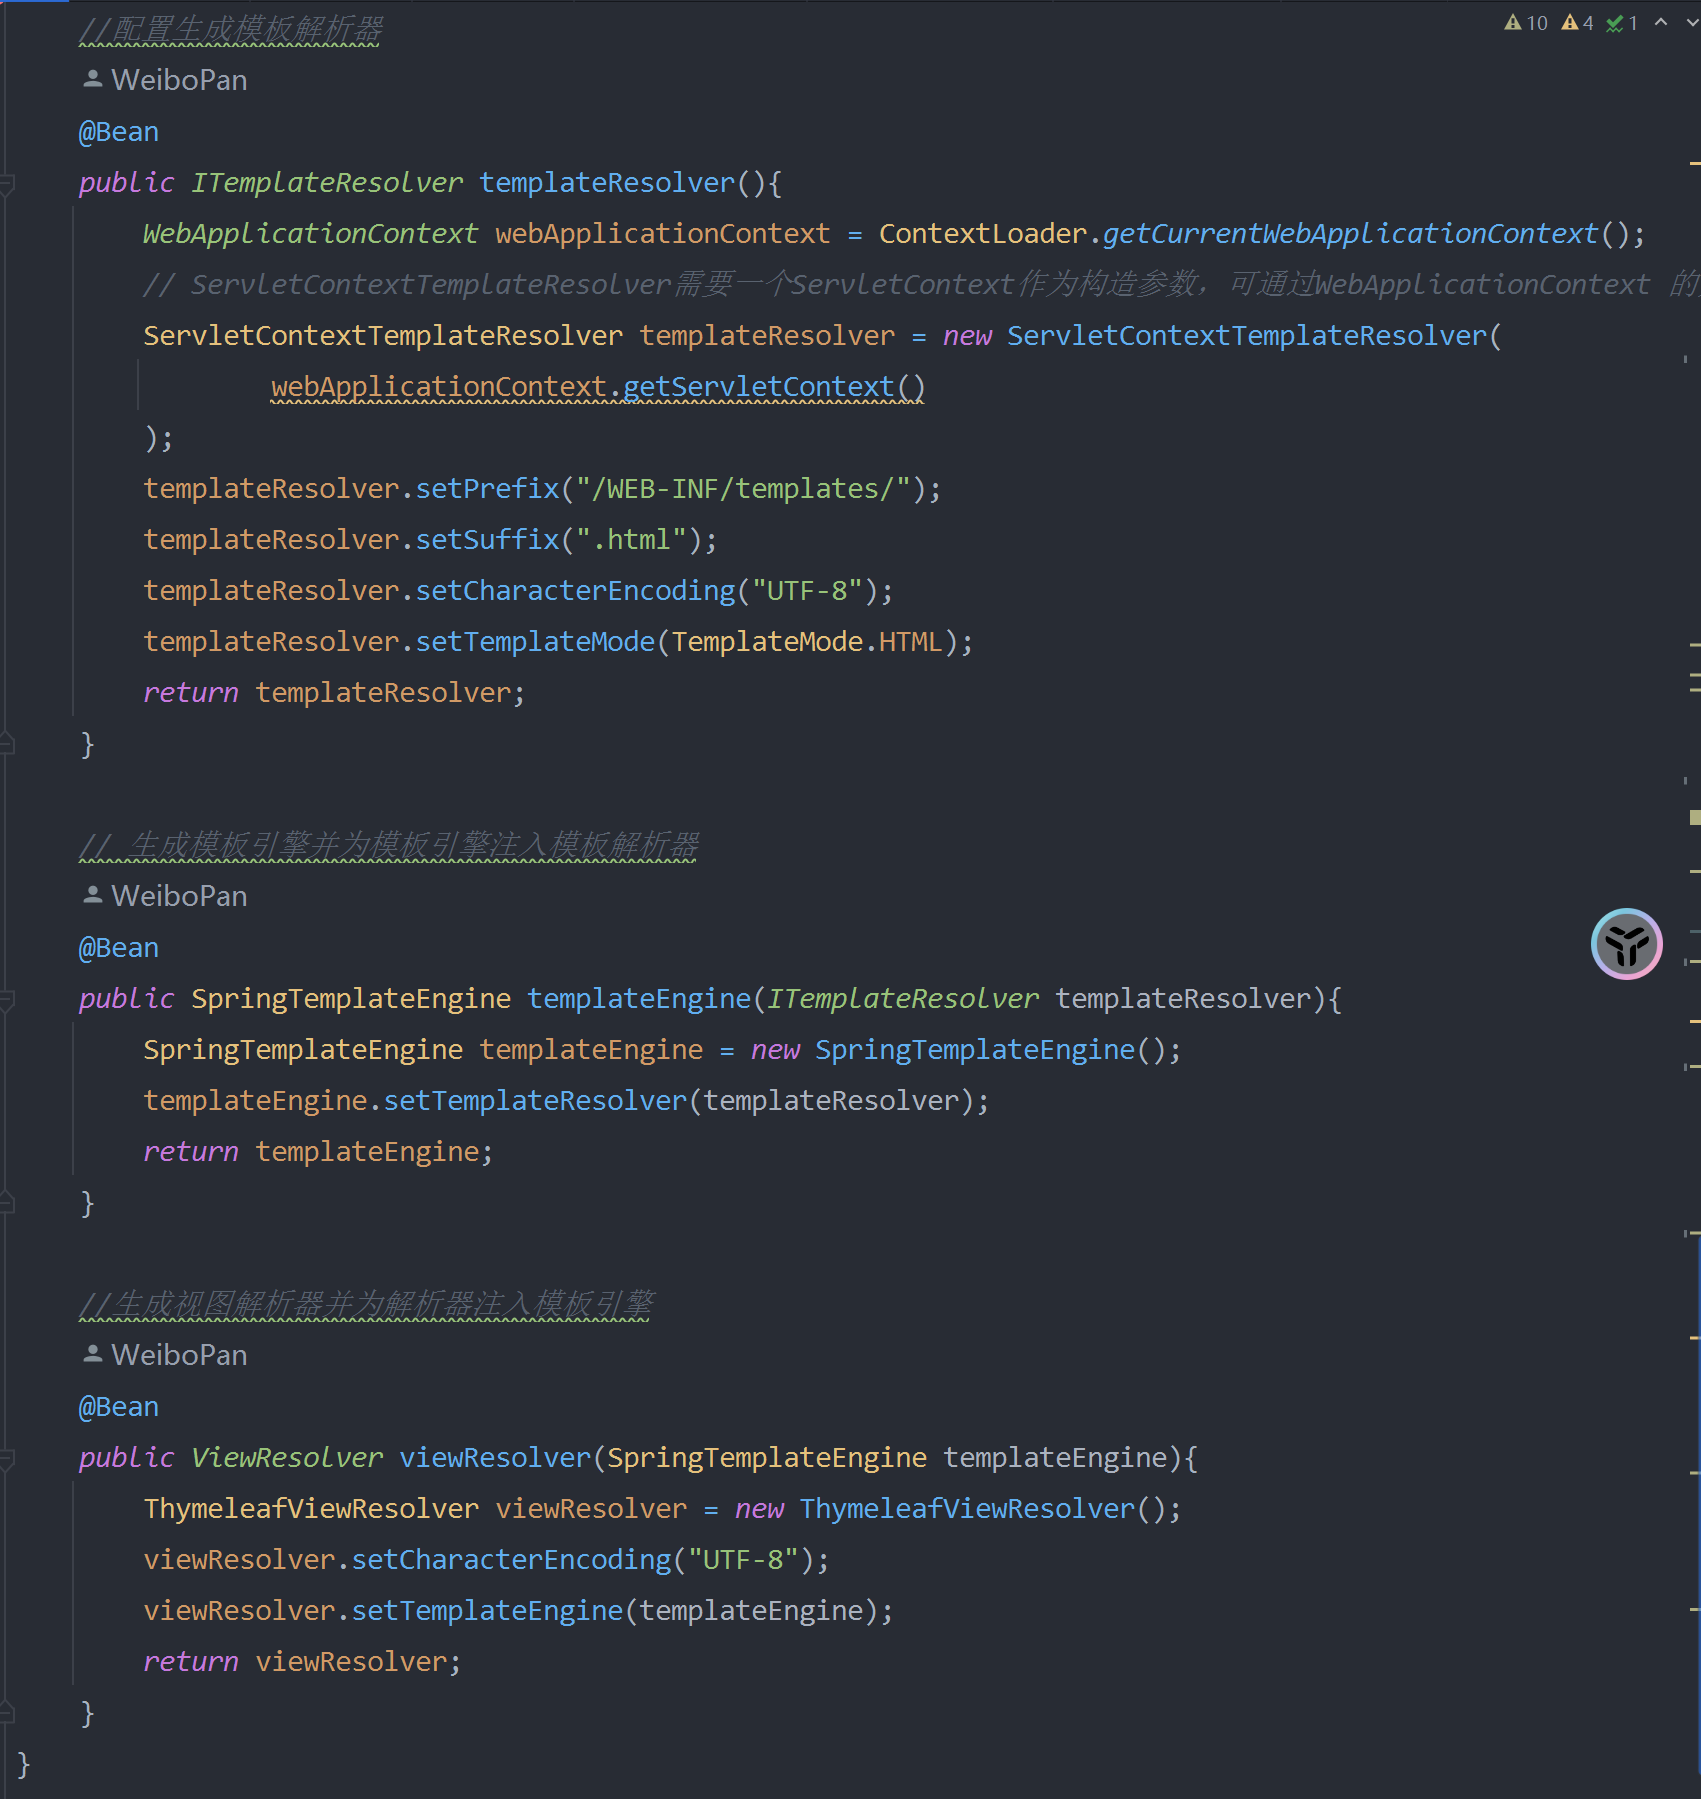 //配置生成模板解析器
10 4 1
WeiboPan
@Bean
public ITemplateResolver templateResolver(){
WebApplicationContext webApplicationContext = ContextLoader.getCurrentWebApplicationContext();
// ServletContextTemplateResolver需要一个ServletContext作为构造参数，可通过WebApplicationContext 的
ServletContextTemplateResolver templateResolver = new ServletContextTemplateResolver(
webApplicationContext.getServletContext()
);
templateResolver.setPrefix("/WEB-INF/templates/");
templateResolver.setSuffix(".html");
templateResolver.setCharacterEncoding("UTF-8");
templateResolver.setTemplateMode(TemplateMode.HTML);
return templateResolver;
}
// 生成模板引擎并为模板引擎注入模板解析器
WeiboPan
@Bean
public SpringTemplateEngine templateEngine(ITemplateResolver templateResolver){
SpringTemplateEngine templateEngine = new SpringTemplateEngine();
templateEngine.setTemplateResolver(templateResolver);
return templateEngine;
}
//生成视图解析器并为解析器注入模板引擎
WeiboPan
@Bean
public ViewResolver viewResolver(SpringTemplateEngine templateEngine){
ThymeleafViewResolver viewResolver = new ThymeleafViewResolver();
viewResolver.setCharacterEncoding("UTF-8");
viewResolver.setTemplateEngine(templateEngine);
return viewResolver;
}
}